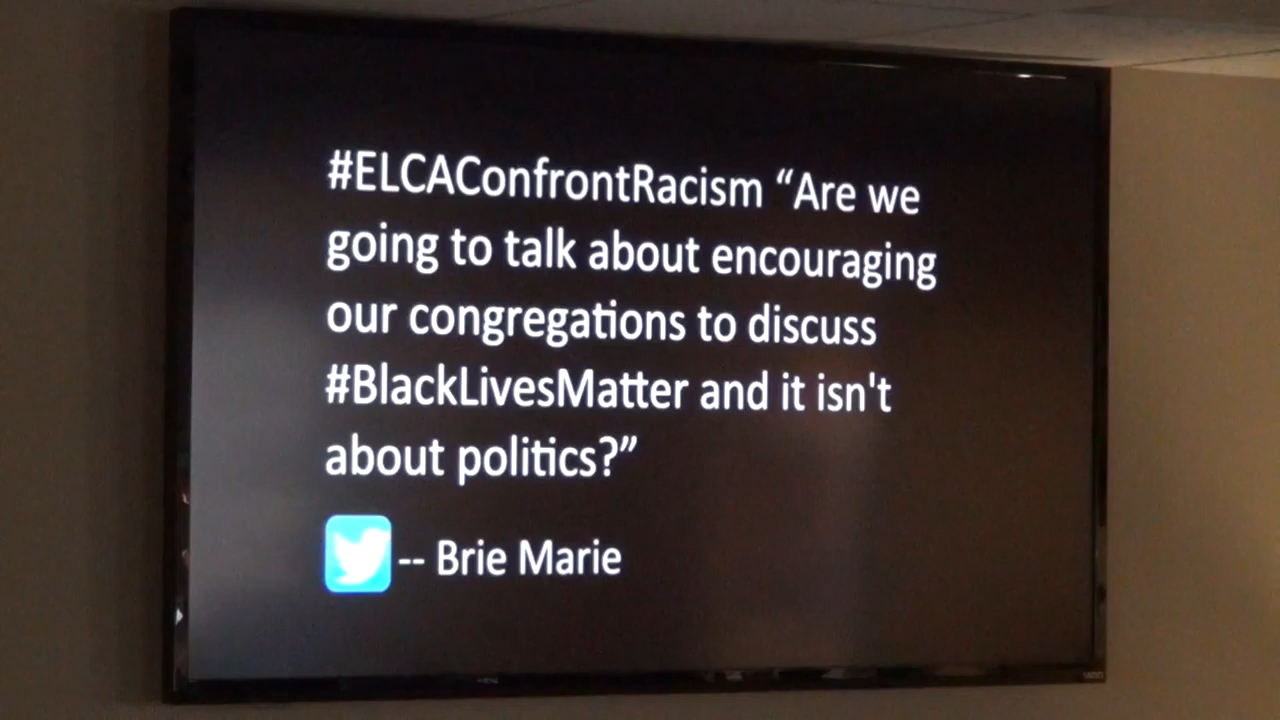 #ELCAConfrontRacism “Are we
going to talk about encouraging
our congregations to discuss
#BlackLivesMatter and it isn't
about politics?”
-- Brie Marie